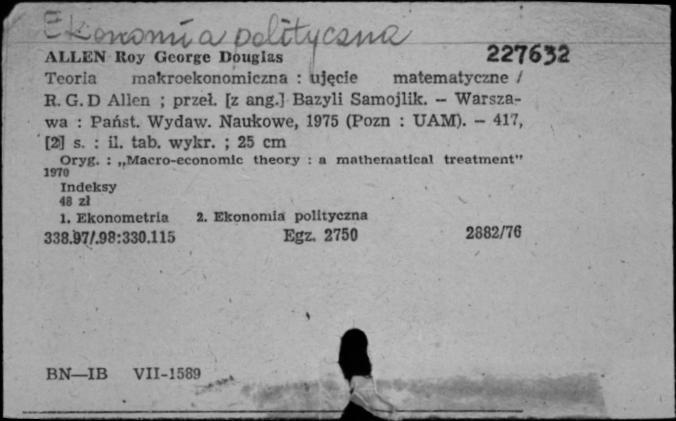 Ekonomia polityczna
ALLEN Roy George Douglas 227632
Teoria makroekonomiczna : ujęcie matematyczne /
R. G. D Allen ; przeł. [z ang.] Bazyli Samojlik. — Warsza-
wa : Państ. Wydaw. Naukowe, 1975 (Pozn : UAM). — 417,
[2] s. : il. tab. wykr. ; 25 cm
Oryg. : „Macro-economic theory : a mathematical treatment”
1970
Indeksy
48 zł
1. Ekonometria 2. Ekonomia polityczna
338.97/.98:330.115 Egz. 2750 2882/76
BN—IB VII-1589